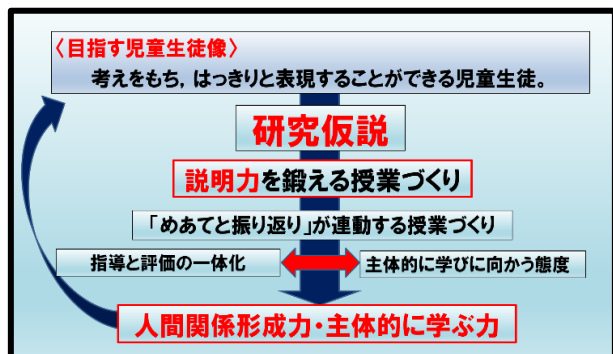 〈目指す児童生徒像〉
考えをもち，はっきりと表現することができる児童生徒。
研究仮説
説明力を鍛える授業づくり
「めあてと振り返り」が連動する授業づくり
指導と評価の一体化
主体的に学びに向かう態度
人間関係形成力・主体的に学ぶ力